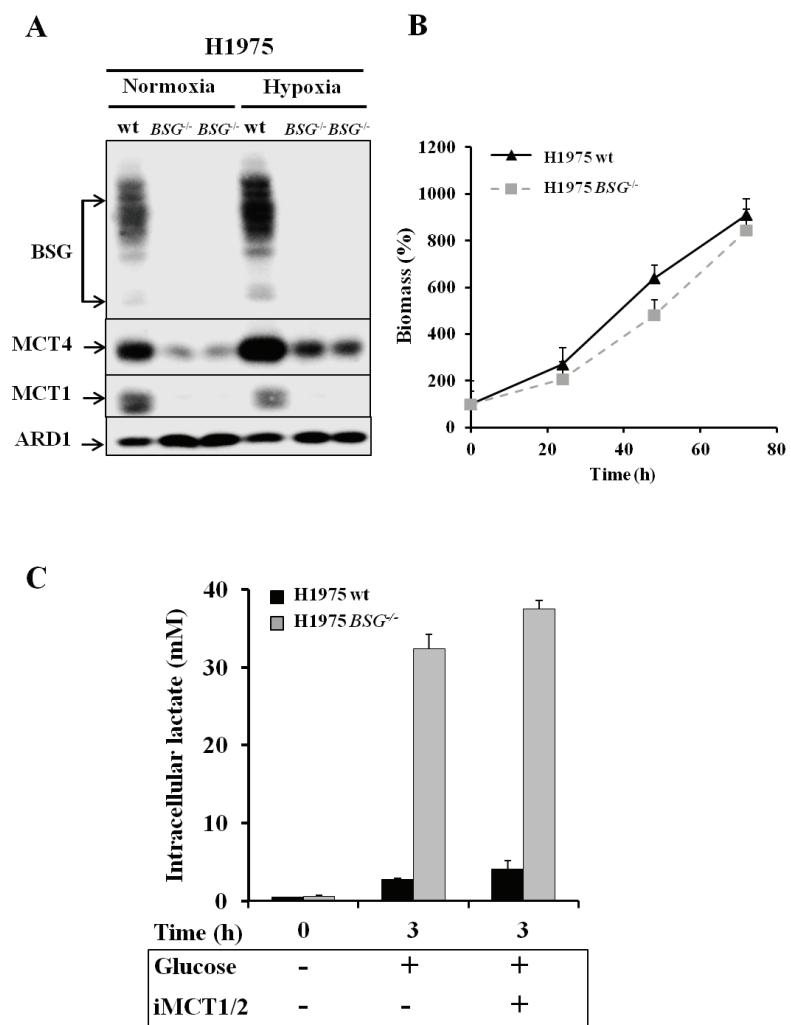 A
H1975
Normoxia Hypoxia
wt BSG-/- BSG-/- wt BSG-/- BSG-/-
BSG
MCT4
MCT1
ARD1
B
H1975 wt
H1975 BSG-/-
1200
1000
800
600
400
200
0
Biomass (%)
0 20 40 60 80
Time (h)
C
H1975 wt
H1975 BSG-/-
40
30
20
10
0
Intracellular lactate (mM)
Time (h) 0 3 3
Glucose - + +
iMCT1/2 - - +